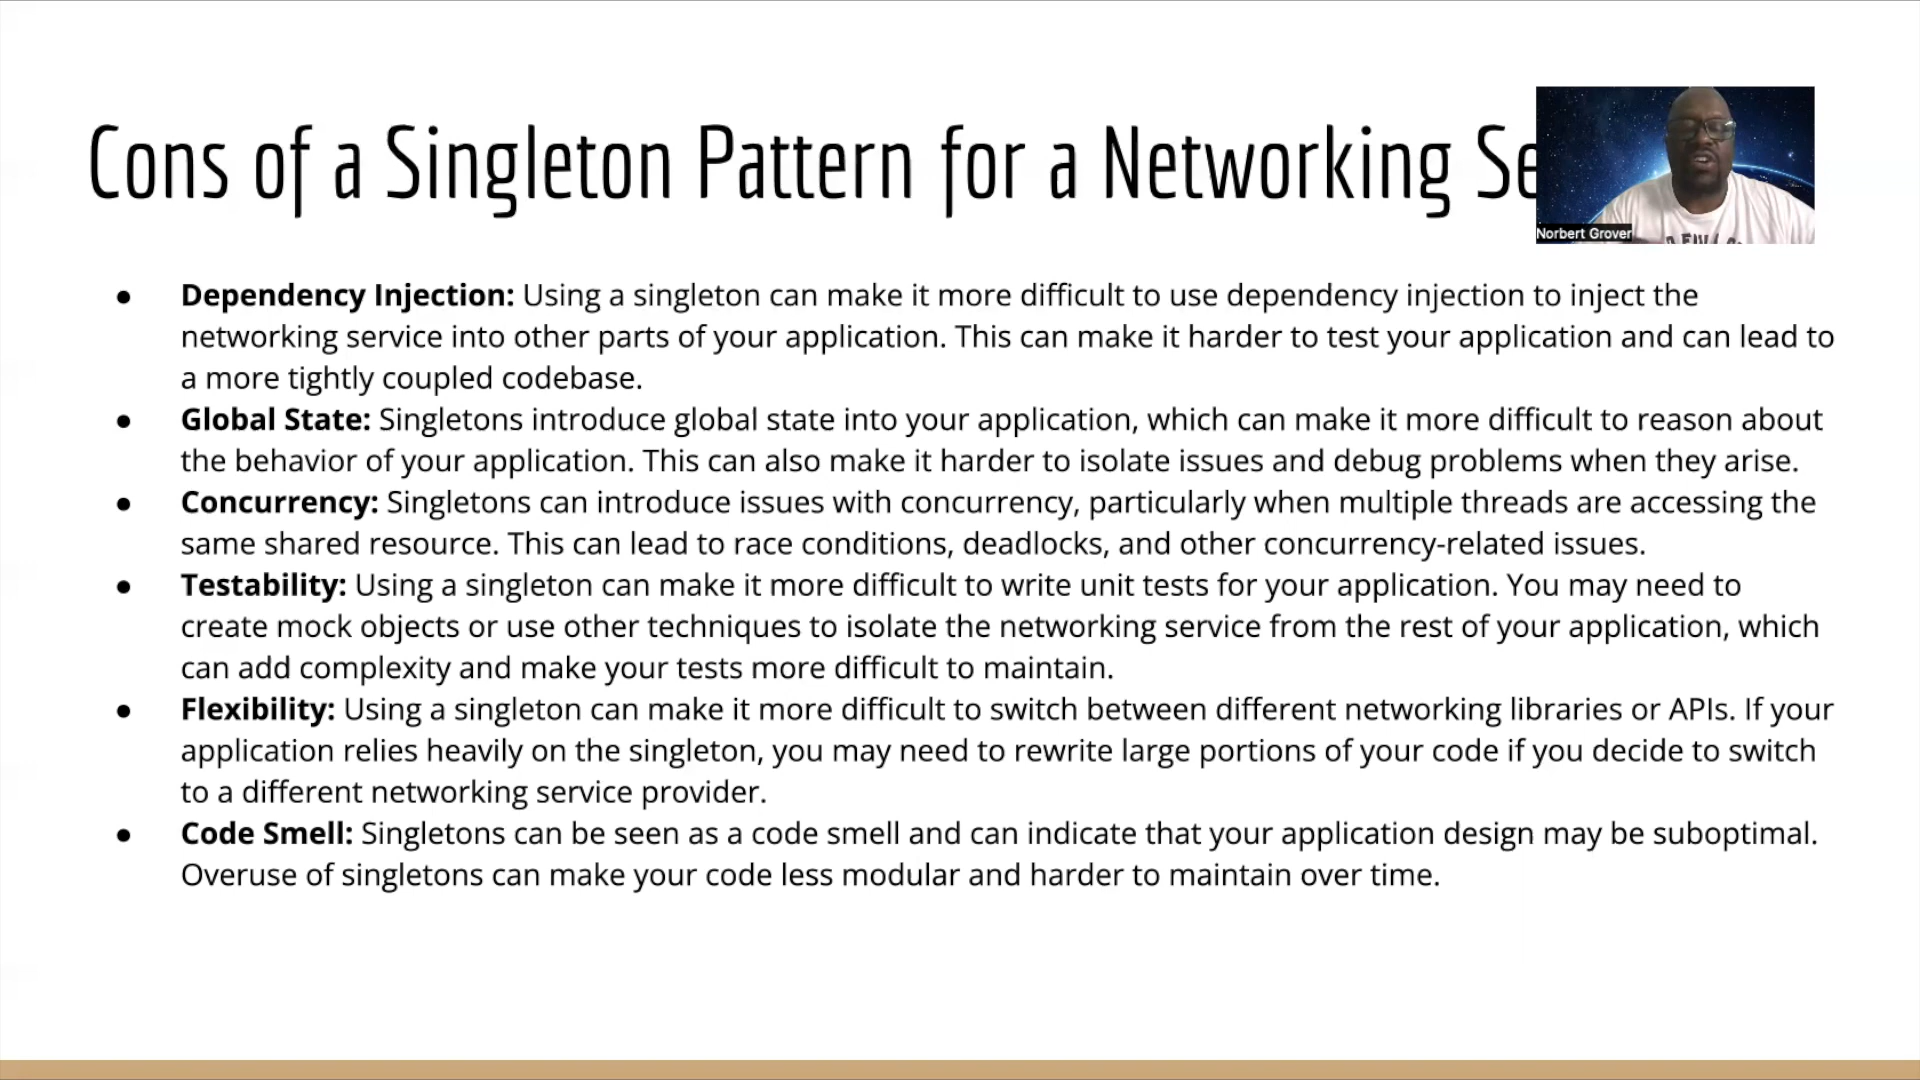 Cons of a Singleton Pattern for a Networking
Norbert Grover
● Dependency Injection: Using a singleton can make it more difficult to use dependency injection to inject the
networking service into other parts of your application. This can make it harder to test your application and can lead to
a more tightly coupled codebase.
● Global State: Singletons introduce global state into your application, which can make it more difficult to reason about
the behavior of your application. This can also make it harder to isolate issues and debug problems when they arise.
● Concurrency: Singletons can introduce issues with concurrency, particularly when multiple threads are accessing the
same shared resource. This can lead to race conditions, deadlocks, and other concurrency-related issues.
● Testability: Using a singleton can make it more difficult to write unit tests for your application. You may need to
create mock objects or use other techniques to isolate the networking service from the rest of your application, which
can add complexity and make your tests more difficult to maintain.
● Flexibility: Using a singleton can make it more difficult to switch between different networking libraries or APIs. If your
application relies heavily on the singleton, you may need to rewrite large portions of your code if you decide to switch
to a different networking service provider.
● Code Smell: Singletons can be seen as a code smell and can indicate that your application design may be suboptimal.
Overuse of singletons can make your code less modular and harder to maintain over time.